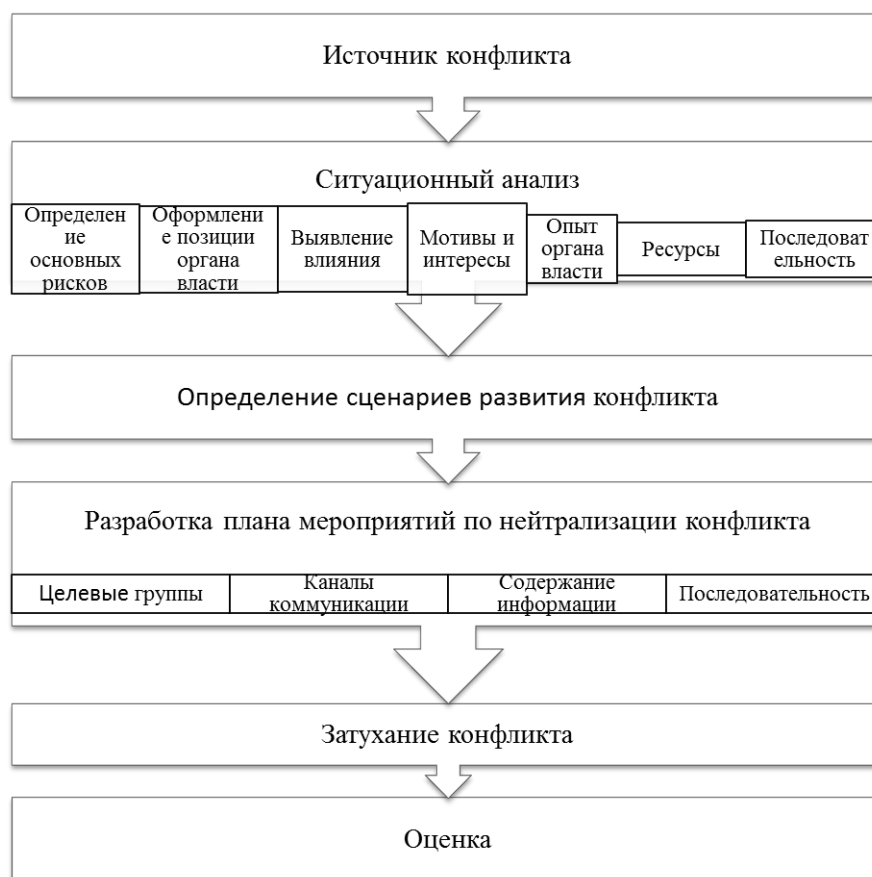 Источник конфликта
Ситуационный анализ
Определен
ие
основных
рисков
Оформлени
е позиции
органа
власти
Выявление
влияния
Мотивы и
интересы
Опыт
органа
власти
Ресурсы
Последоват
ельность
Определение сценариев развития конфликта
Разработка плана мероприятий по нейтрализации конфликта
Целевые группы
Каналы
коммуникации
Содержание
информации
Последовательность
Затухание конфликта
Оценка